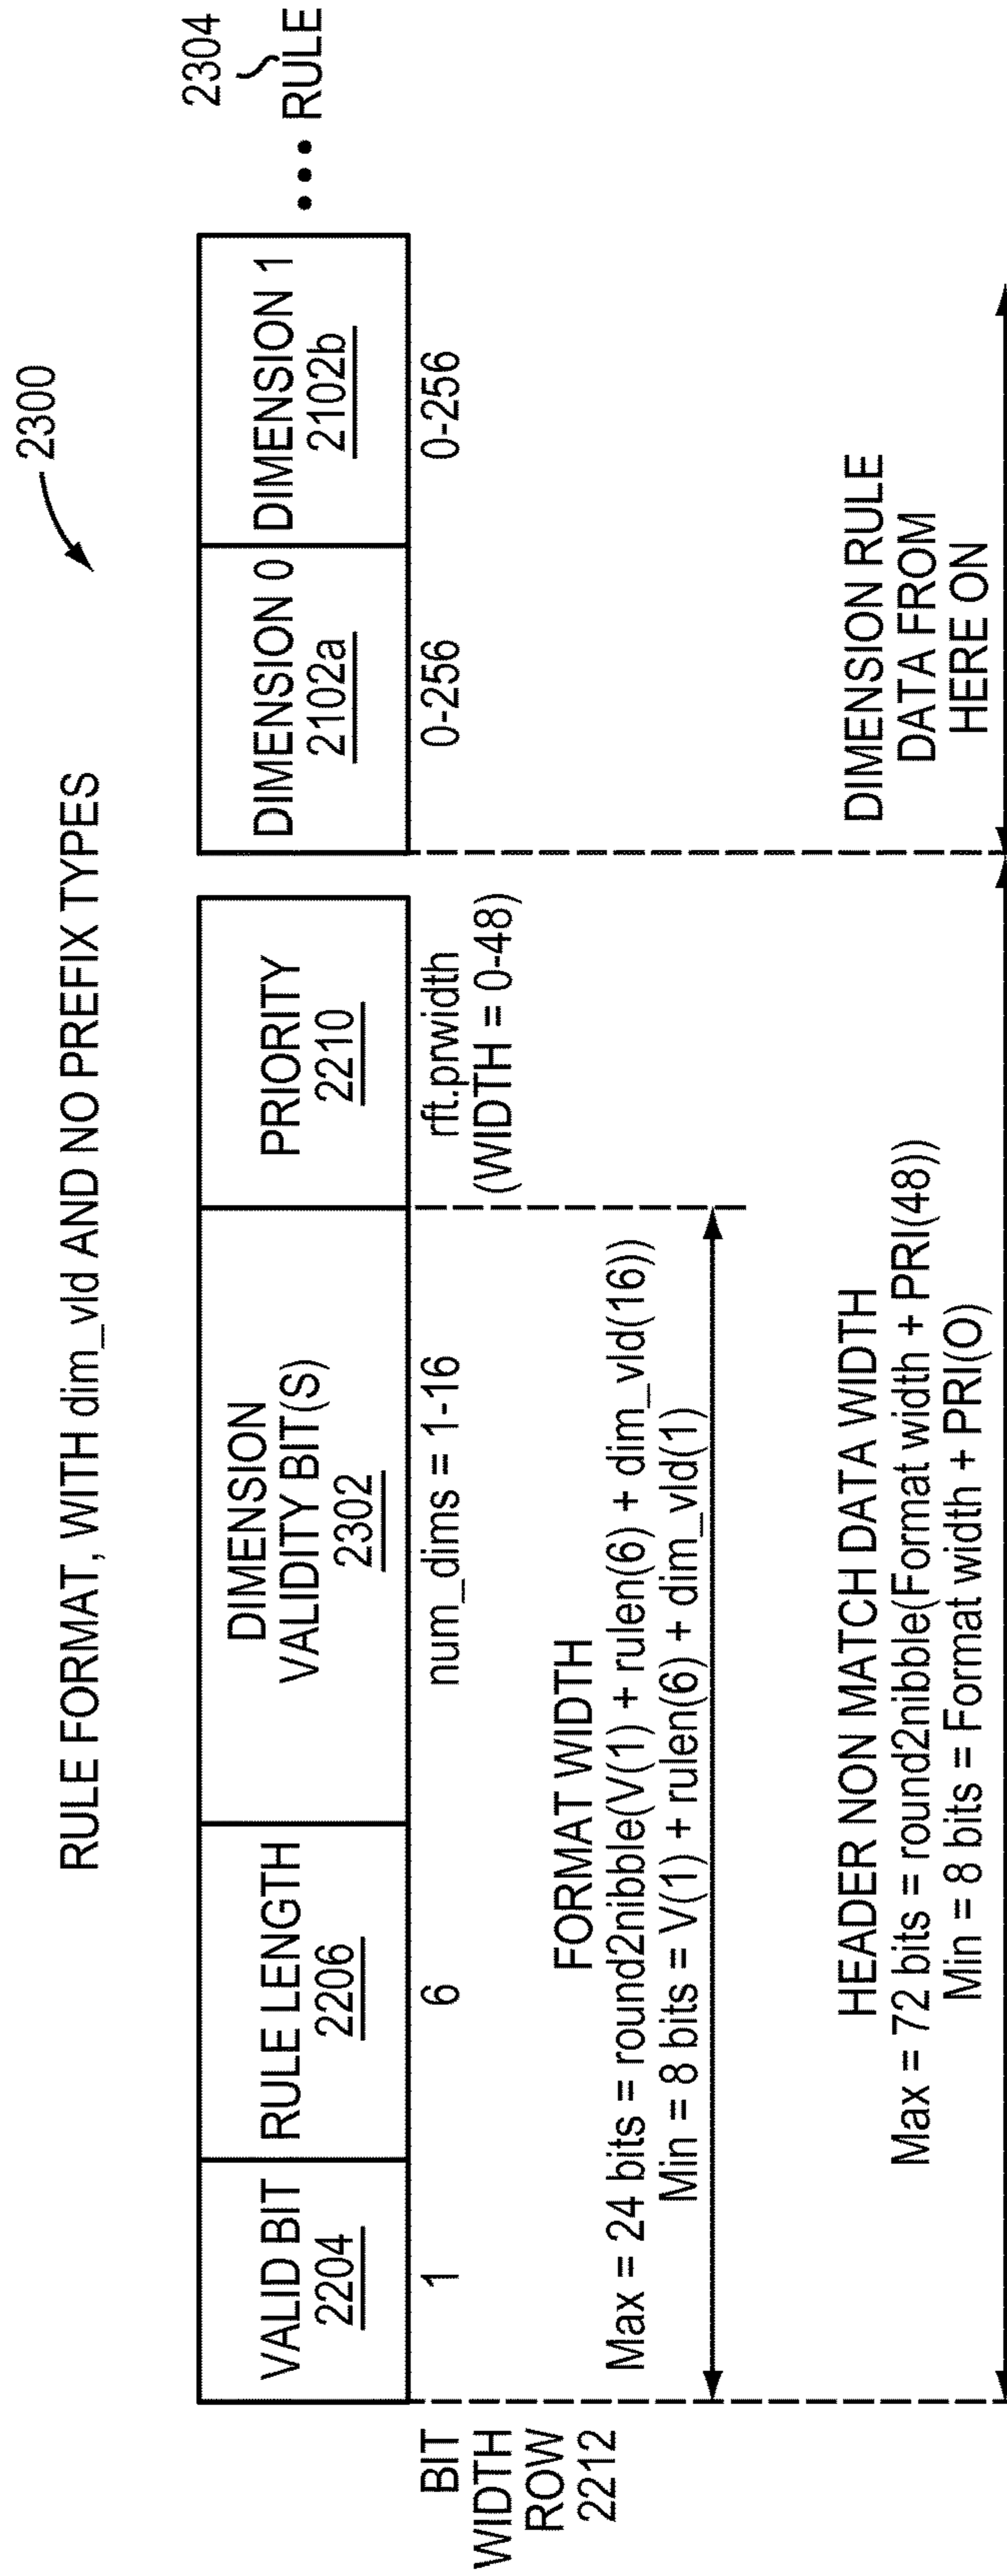 RULE FORMAT, WITH dim_vld AND NO PREFIX TYPES
2300
VALID BIT
2204
RULE LENGTH
2206
DIMENSION
VALIDITY BIT(S)
2302
PRIORITY
2210
DIMENSION 0
2102a
DIMENSION 1
2102b
2304
RULE
BIT
WIDTH
ROW
2212
1
6
num_dims = 1-16
rft.prwidth
(WIDTH = 0-48)
0-256
0-256
FORMAT WIDTH
Max = 24 bits = round2nibble(V(1) + rulen(6) + dim_vld(16))
Min = 8 bits = V(1) + rulen(6) + dim_vld(1)
HEADER NON MATCH DATA WIDTH
Max = 72 bits = round2nibble(Format width + PRI(48))
Min = 8 bits = Format width + PRI(O)
DIMENSION RULE
DATA FROM
HERE ON